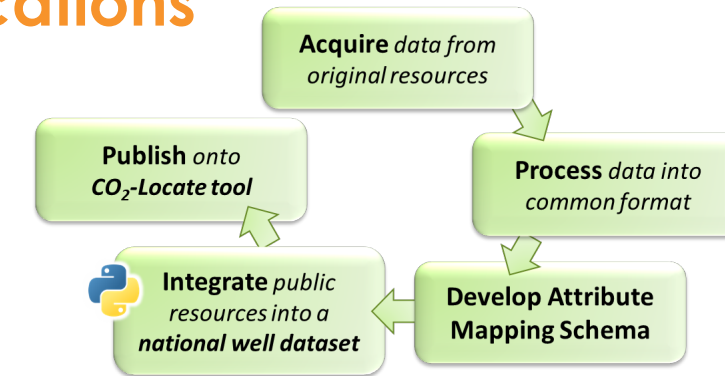 cations
Acquire data from
original resources
Publish onto
CO₂-Locate tool
Process data into
common format
Integrate public
resources into a
national well dataset
Develop Attribute
Mapping Schema